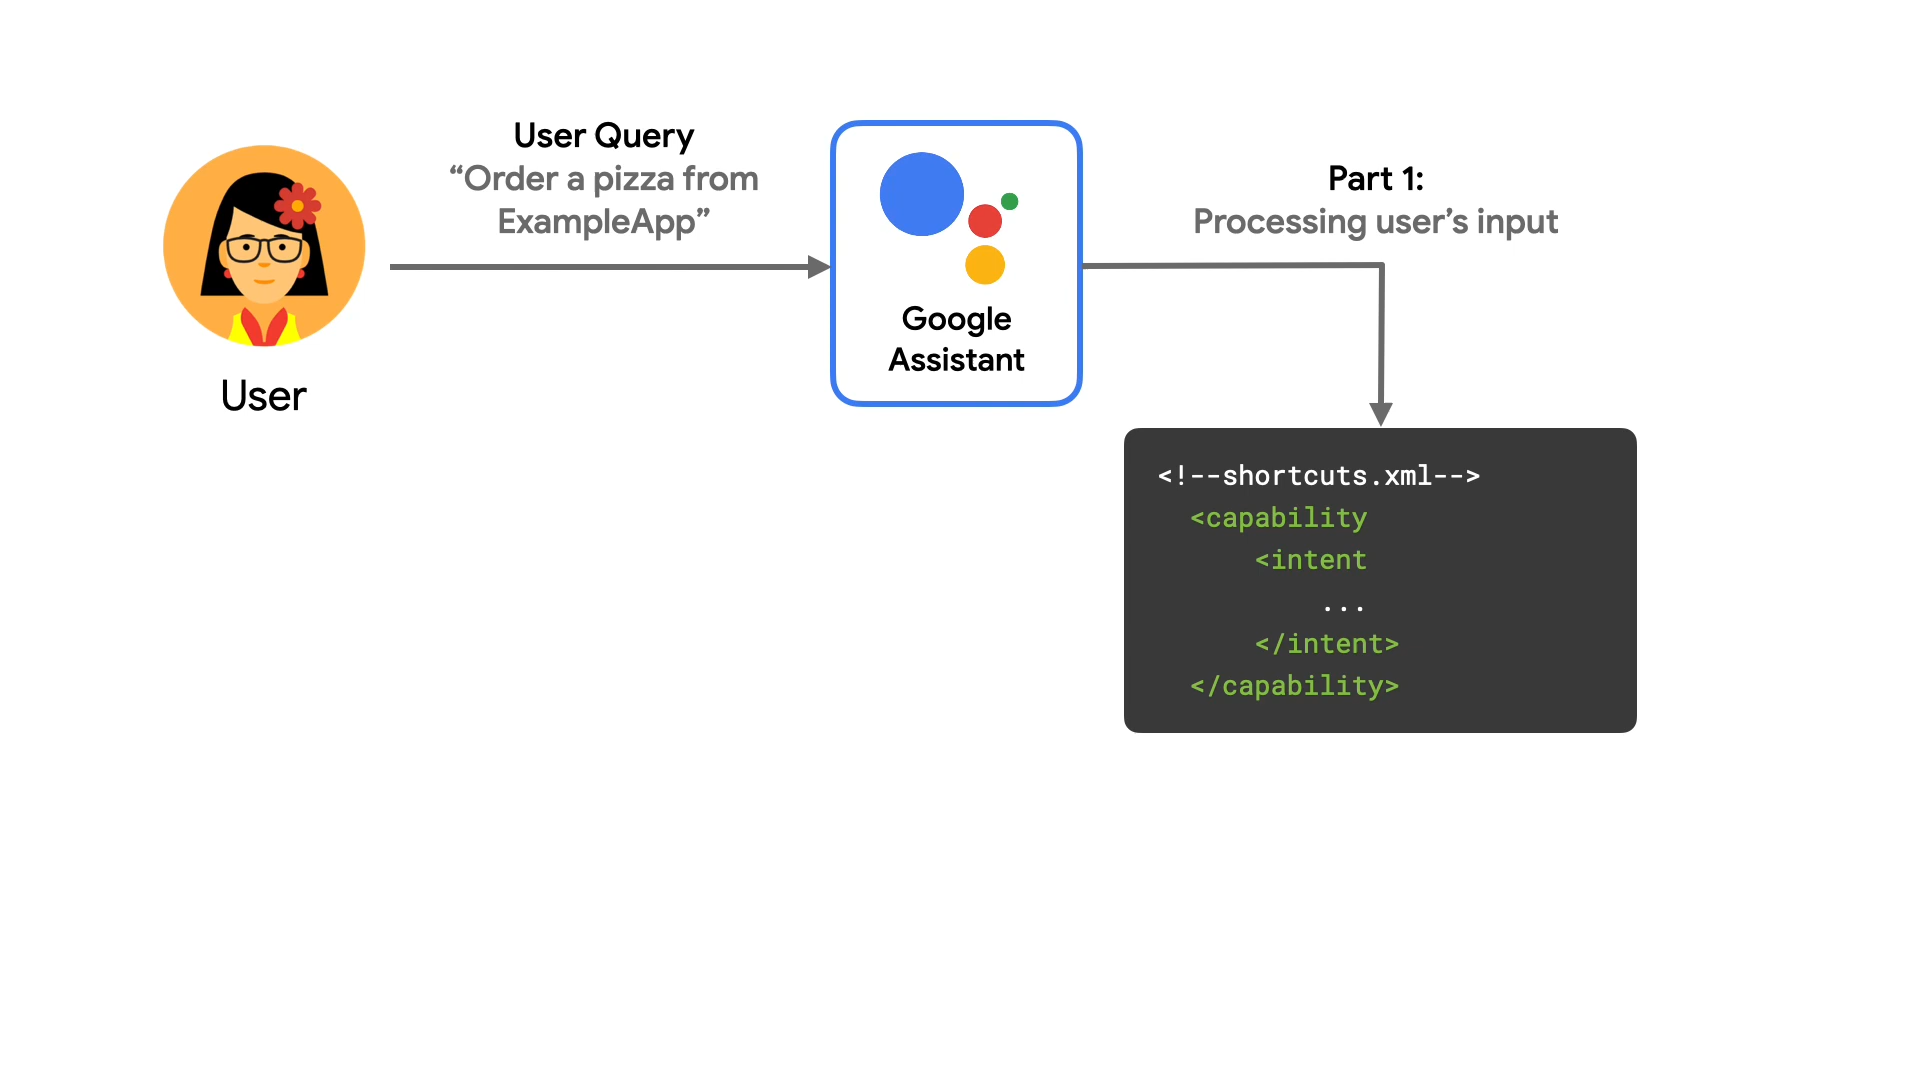 User Query
“Order a pizza from
ExampleApp”
User
Google
Assistant
Part 1:
Processing user’s input
<!--shortcuts.xml-->
<capability
<intent
...
</intent>
</capability>